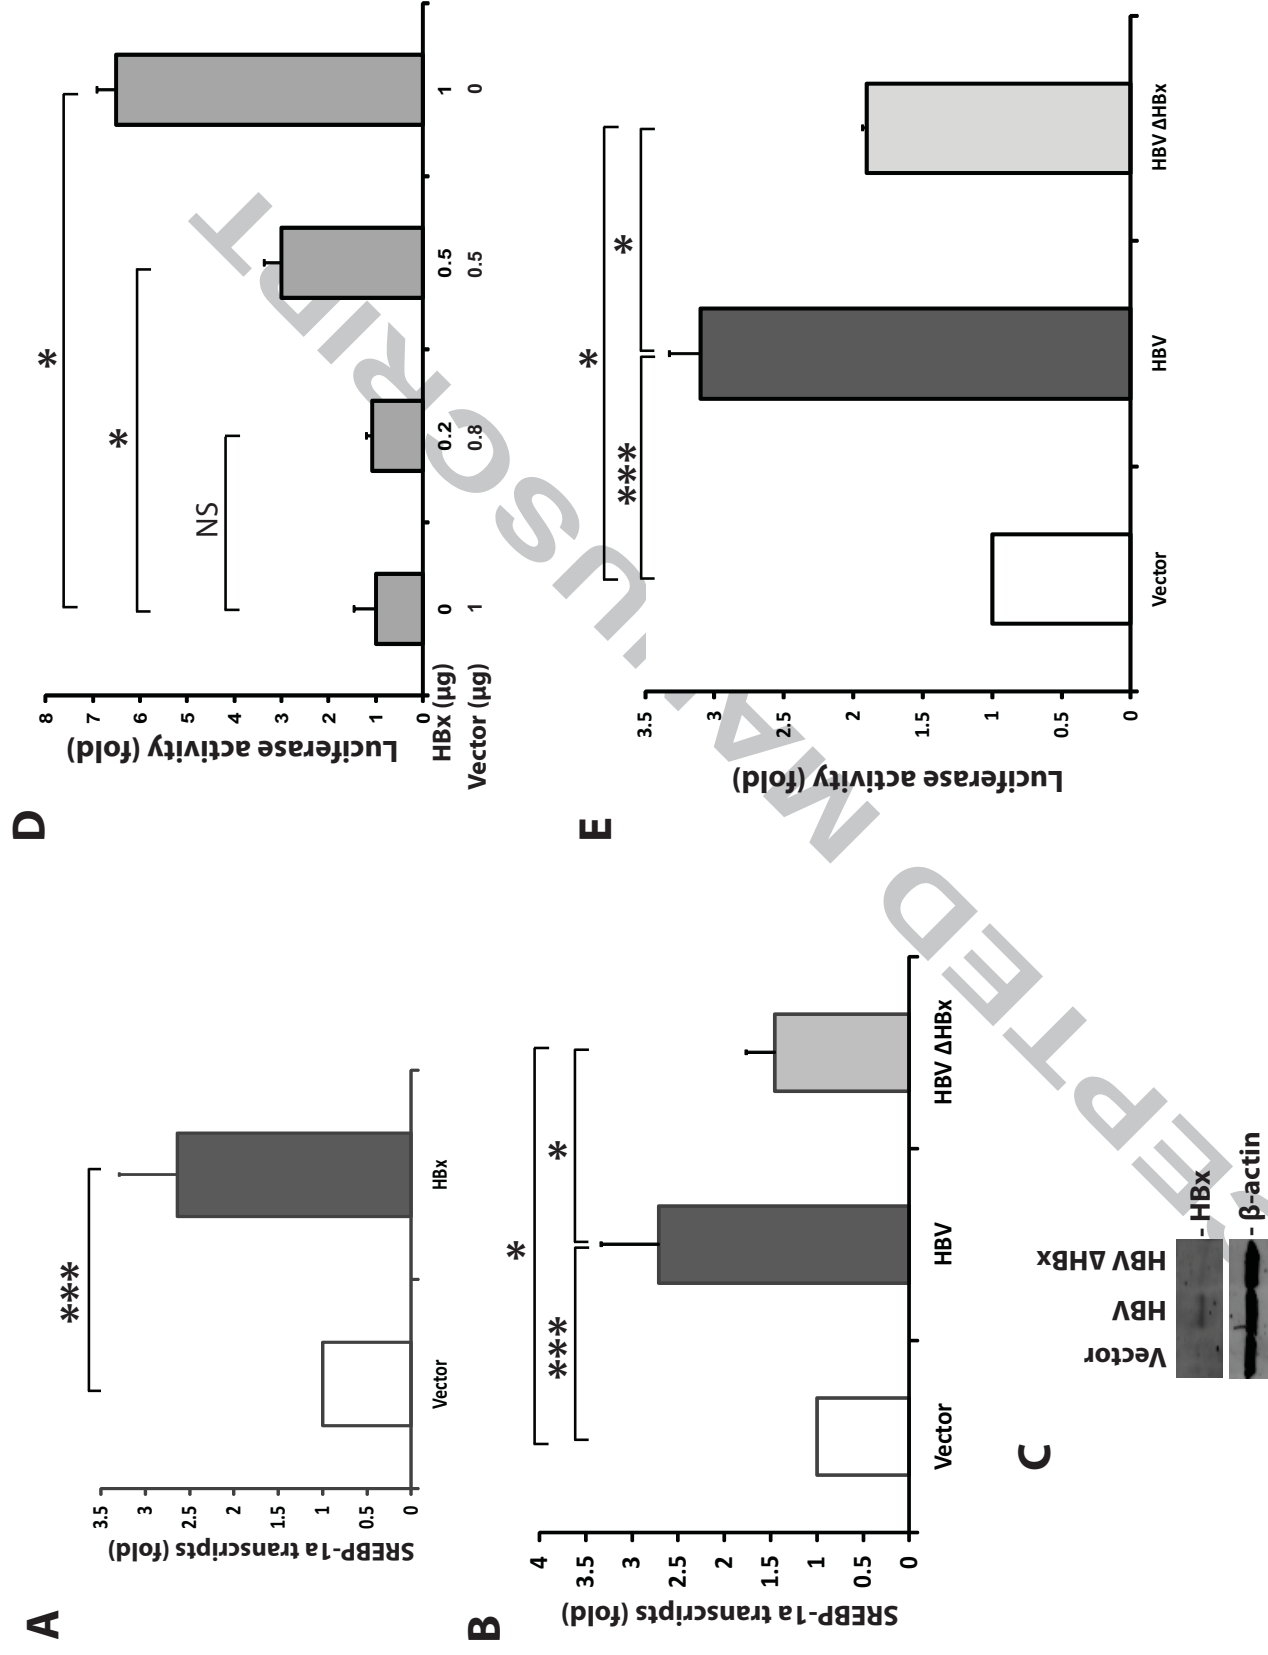 A
SREBP-1a transcripts (fold)
3.5
3
2.5
2
1.5
1
0.5
0
***
Vector
HBx
B
SREBP-1a transcripts (fold)
4
3.5
3
2.5
2
1.5
1
0.5
0
*
***
*
Vector
HBV
HBV ΔHBx
C
Vector
HBV
HBV ΔHBx
- HBx
- β-actin
D
Luciferase activity (fold)
8
7
6
5
4
3
2
1
0
*
*
NS
HBx (μg) 0 0.2 0.5 1
Vector (μg) 1 0.8 0.5 0
E
Luciferase activity (fold)
3.5
3
2.5
2
1.5
1
0.5
0
*
***
*
Vector
HBV
HBV ΔHBx